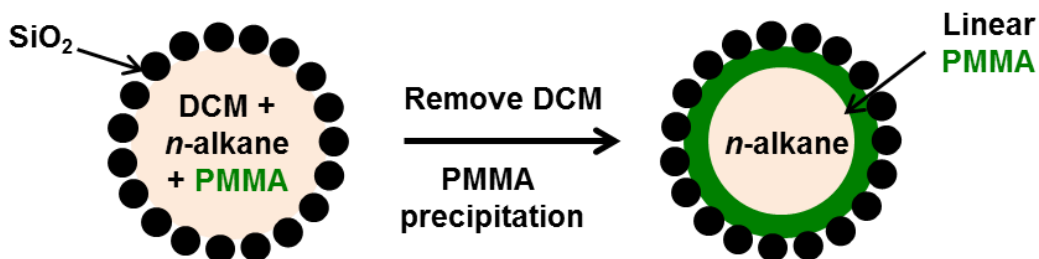 SiO₂
DCM +
n-alkane
+ PMMA
Remove DCM
PMMA
precipitation
n-alkane
Linear
PMMA